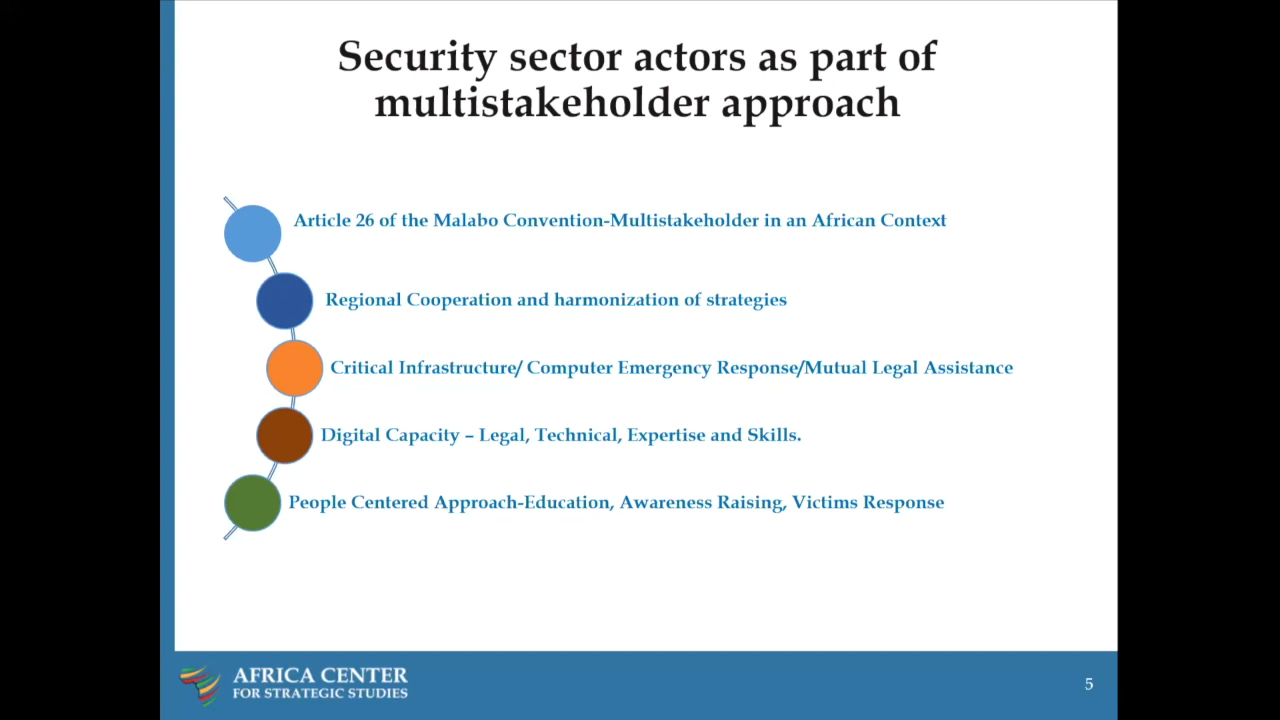 Security sector actors as part of
multistakeholder approach
Article 26 of the Malabo Convention-Multistakeholder in an African Context
Regional Cooperation and harmonization of strategies
Critical Infrastructure/ Computer Emergency Response/Mutual Legal Assistance
Digital Capacity – Legal, Technical, Expertise and Skills.
People Centered Approach-Education, Awareness Raising, Victims Response
AFRICA CENTER
FOR STRATEGIC STUDIES
5